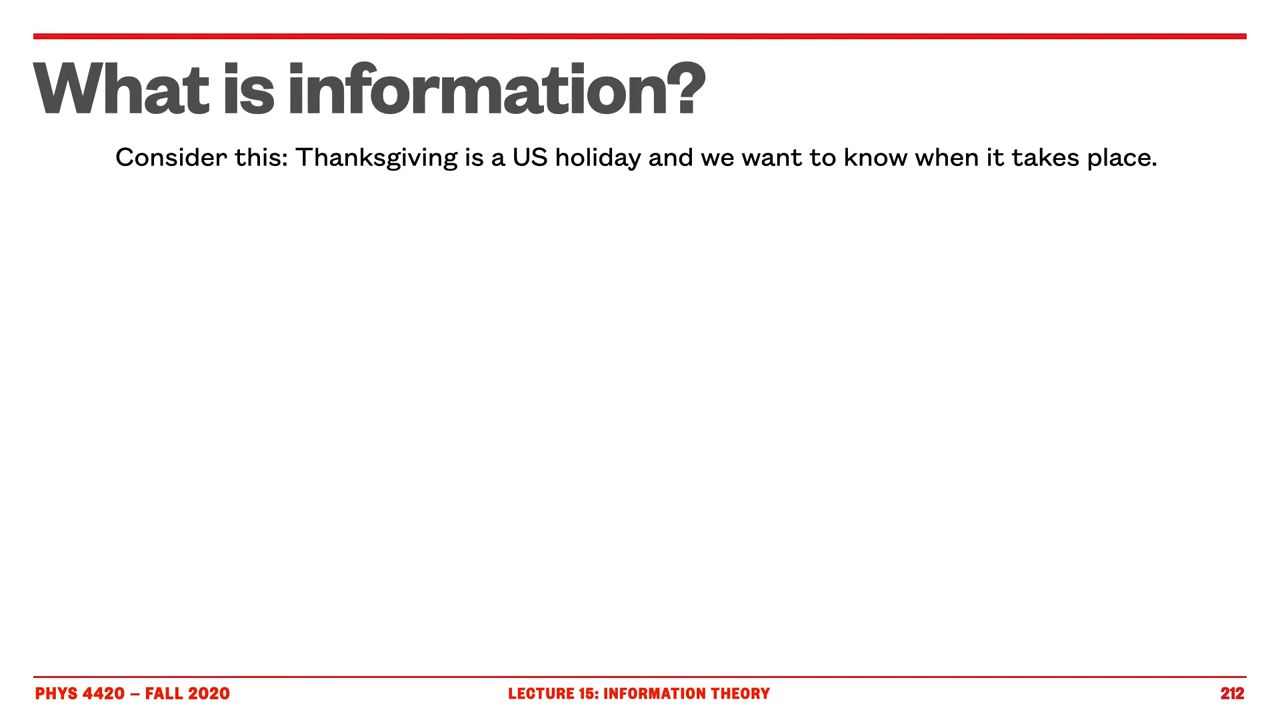 What is information?
Consider this: Thanksgiving is a US holiday and we want to know when it takes place.
PHYS 4420 – FALL 2020
LECTURE 15: INFORMATION THEORY
212